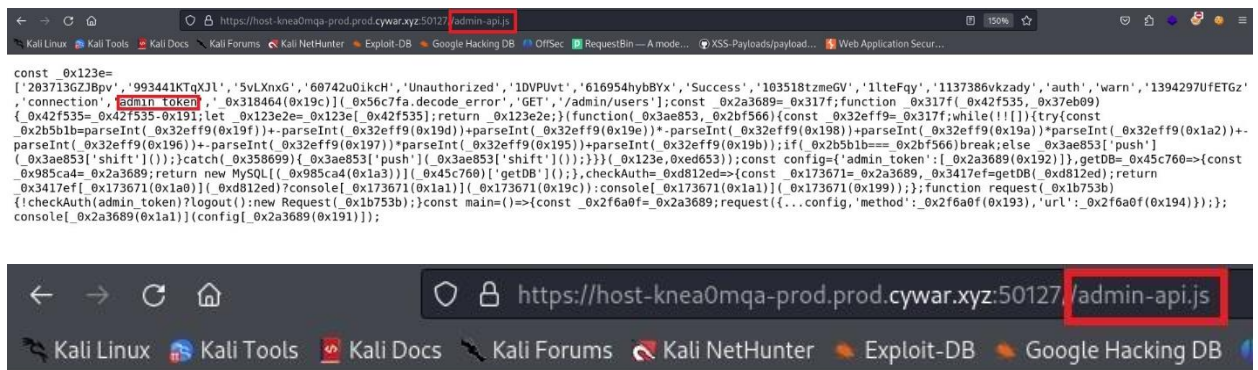 https://host-knea0mqa-prod.prod.cywar.xyz:50127//admin-api.js 150%
Kali Linux Kali Tools Kali Docs Kali Forums Kali NetHunter Exploit-DB Google Hacking DB OffSec RequestBin — A mode... XSS-Payloads/payload... Web Application Secur...
const _0x123e=
['203713GZJBpv','993441KTqXJl','5vLXnxG','60742uOikcH','Unauthorized','1DVPUvt','616954hybBYx','Success','103518tzmeGV','1lteFqy','1137386vkzady','auth','warn','1394297UfETGz'
,'connection','admin_token','_0x318464(0x19c)](_0x56c7fa.decode_error','GET','/admin/users'];const _0x2a3689=_0x317f;function _0x317f(_0x42f535,_0x37eb09)
{_0x42f535=_0x42f535-0x191;let _0x123e2e=_0x123e[_0x42f535];return _0x123e2e;}(function(_0x3ae853,_0x2bf566){const _0x32eff9=_0x317f;while(!![]){try{const
_0x2b5b1b=parseInt(_0x32eff9(0x19f))+-parseInt(_0x32eff9(0x19d))+parseInt(_0x32eff9(0x19e))*-parseInt(_0x32eff9(0x198))+parseInt(_0x32eff9(0x19a))*parseInt(_0x32eff9(0x1a2))+-
parseInt(_0x32eff9(0x196))+-parseInt(_0x32eff9(0x197))*parseInt(_0x32eff9(0x195))+parseInt(_0x32eff9(0x19b));if(_0x2b5b1b===_0x2bf566)break;else _0x3ae853['push']
(_0x3ae853['shift']());}catch(_0x358699){_0x3ae853['push'](_0x3ae853['shift']());}}}(_0x123e,0xed653));const config={'admin_token':[_0x2a3689(0x192)]},getDB=_0x45c760=>{const
_0x985ca4=_0x2a3689;return new MySQL[(_0x985ca4(0x1a3))](_0x45c760)['getDB']();},checkAuth=_0xd812ed=>{const _0x173671=_0x2a3689,_0x3417ef=getDB(_0xd812ed);return
_0x3417ef[_0x173671(0x1a0)](_0xd812ed)?console[_0x173671(0x1a1)](_0x173671(0x19c)):console[_0x173671(0x1a1)](_0x173671(0x199));};function request(_0x1b753b)
{!checkAuth(admin_token)?logout():new Request(_0x1b753b);}const main=()=>{const _0x2f6a0f=_0x2a3689;request({...config,'method':_0x2f6a0f(0x193),'url':_0x2f6a0f(0x194)});};
console[_0x2a3689(0x1a1)](config[_0x2a3689(0x191)]);
https://host-knea0mqa-prod.prod.cywar.xyz:50127//admin-api.js
Kali Linux Kali Tools Kali Docs Kali Forums Kali NetHunter Exploit-DB Google Hacking DB